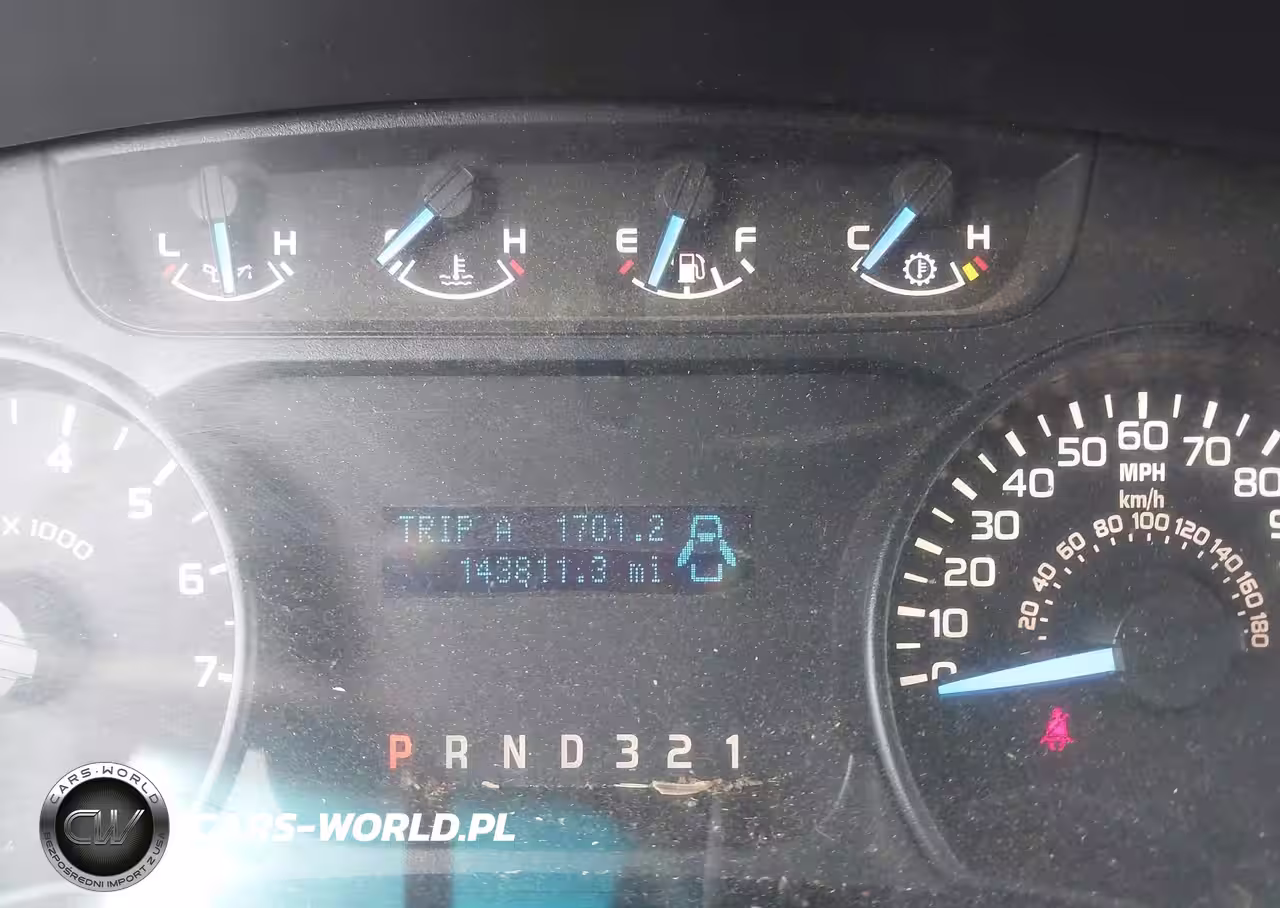 L H
H
E F
C H
4
5
6
7
X 1000
TRIP A 1701.2
143811.3 mi
0 10 20 30 40 50 60 70 80
MPH
km/h
20 40 60 80 100 120 140 160 180
P R N D 3 2 1
CARS·WORLD
CW
BEZPOŚREDNI IMPORT Z USA
CARS-WORLD.PL